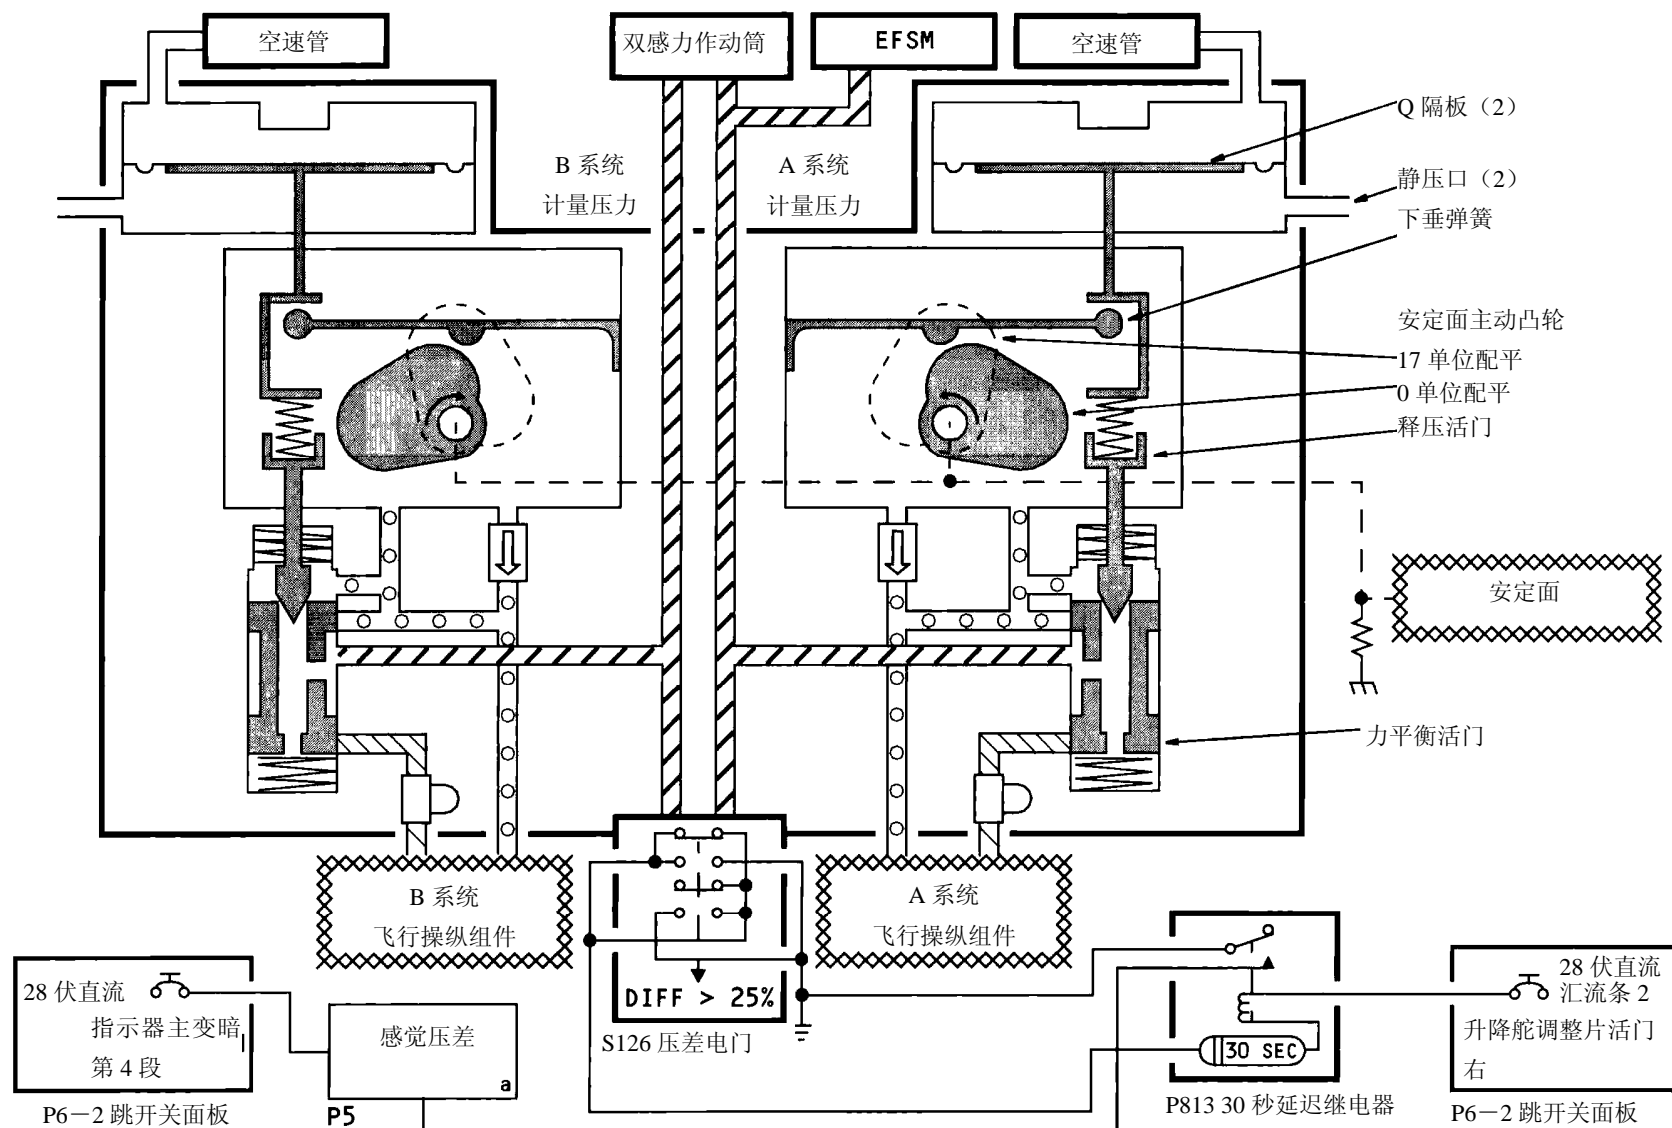 空速管
双感力作动筒
EFSM
空速管
Q 隔板（2）
B 系统
计量压力
A 系统
计量压力
静压口（2）
下垂弹簧
安定面主动凸轮
17 单位配平
0 单位配平
释压活门
安定面
力平衡活门
B 系统
飞行操纵组件
A 系统
飞行操纵组件
DIFF > 25%
S126 压差电门
28 伏直流
指示器主变暗
第 4 段
P6－2 跳开关面板
感觉压差
a
P5
30 SEC
P813 30 秒延迟继电器
28 伏直流
汇流条 2
升降舵调整片活门
右
P6－2 跳开关面板